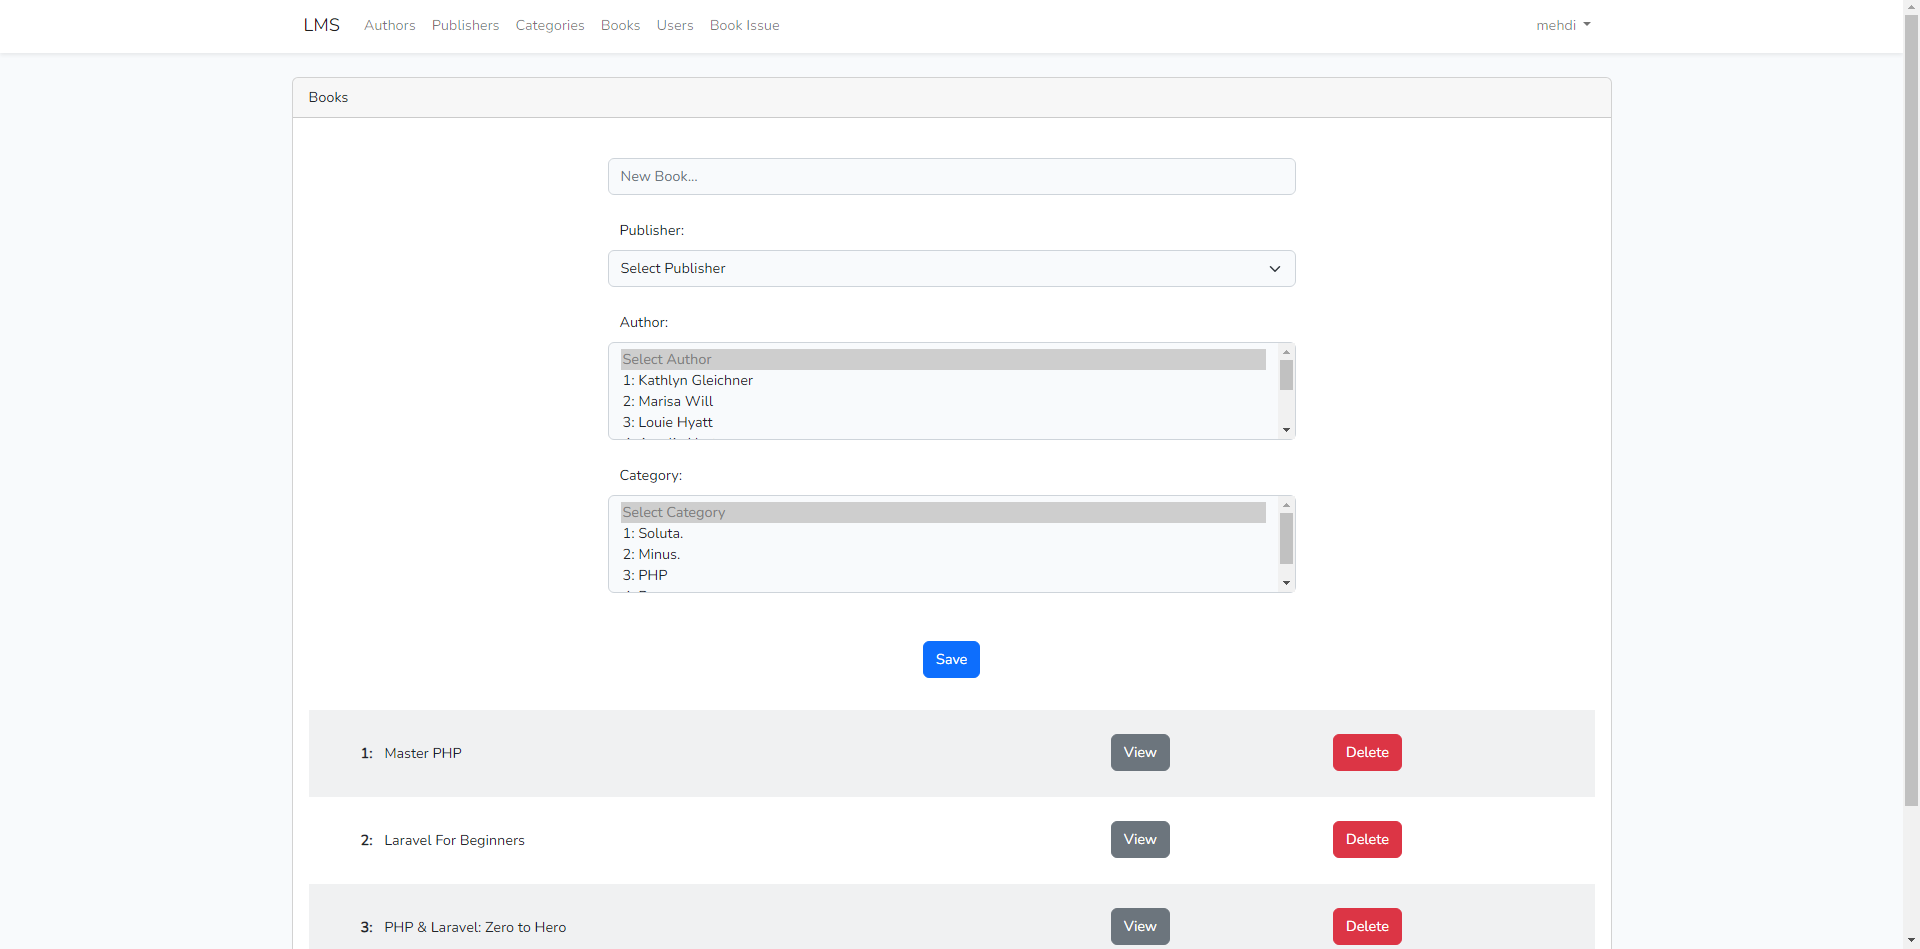 LMS Authors Publishers Categories Books Users Book Issue mehdi
Books
New Book...
Publisher:
Select Publisher
Author:
Select Author
1: Kathlyn Gleichner
2: Marisa Will
3: Louie Hyatt
Category:
Select Category
1: Soluta.
2: Minus.
3: PHP
Save
1: Master PHP View Delete
2: Laravel For Beginners View Delete
3: PHP & Laravel: Zero to Hero View Delete